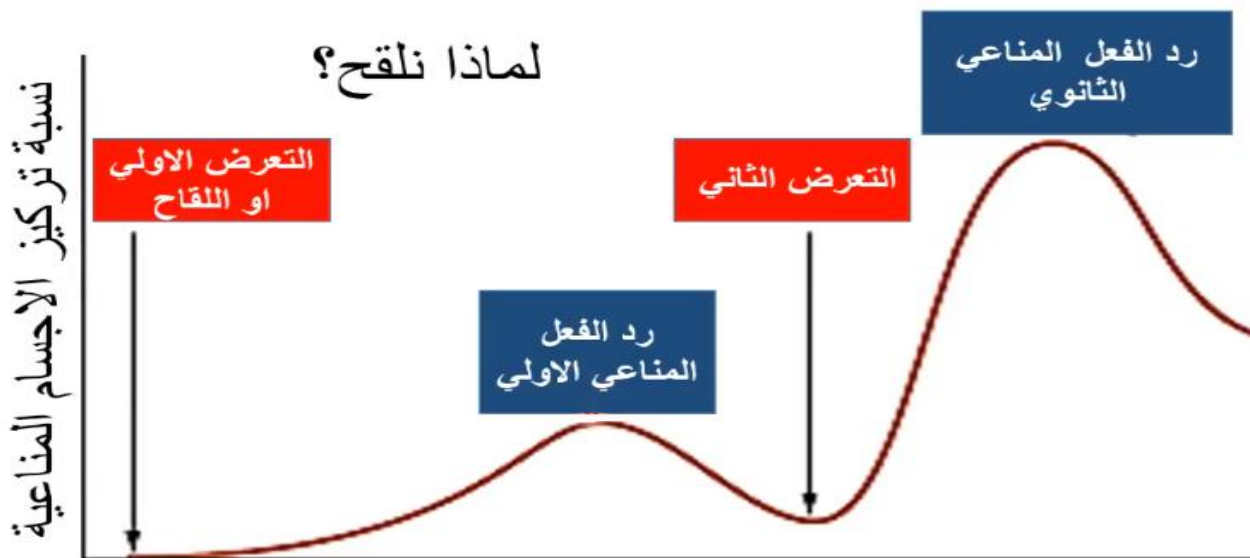 لماذا نلقح؟
رد الفعل المناعي
الثانوي
التعرض الثاني
التعرض الاولي
او اللقاح
رد الفعل
المناعي الاولي
نسبة تركيز الاجسام المناعية